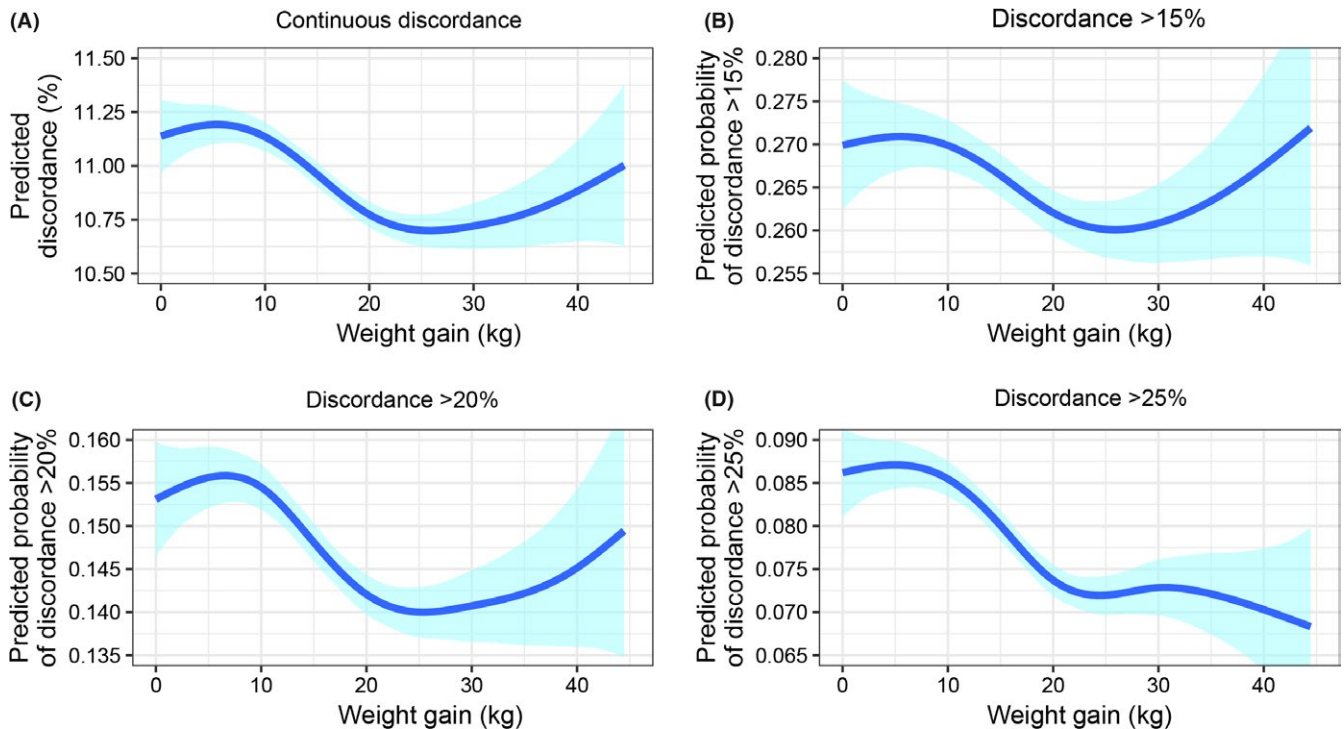 (A)
Continuous discordance
Predicted
discordance (%)
11.50
11.25
11.00
10.75
10.50
0 10 20 30 40
Weight gain (kg)
(B)
Discordance >15%
Predicted probability
of discordance >15%
0.280
0.275
0.270
0.265
0.260
0.255
0 10 20 30 40
Weight gain (kg)
(C)
Discordance >20%
Predicted probability
of discordance >20%
0.160
0.155
0.150
0.145
0.140
0.135
0 10 20 30 40
Weight gain (kg)
(D)
Discordance >25%
Predicted probability
of discordance >25%
0.090
0.085
0.080
0.075
0.070
0.065
0 10 20 30 40
Weight gain (kg)